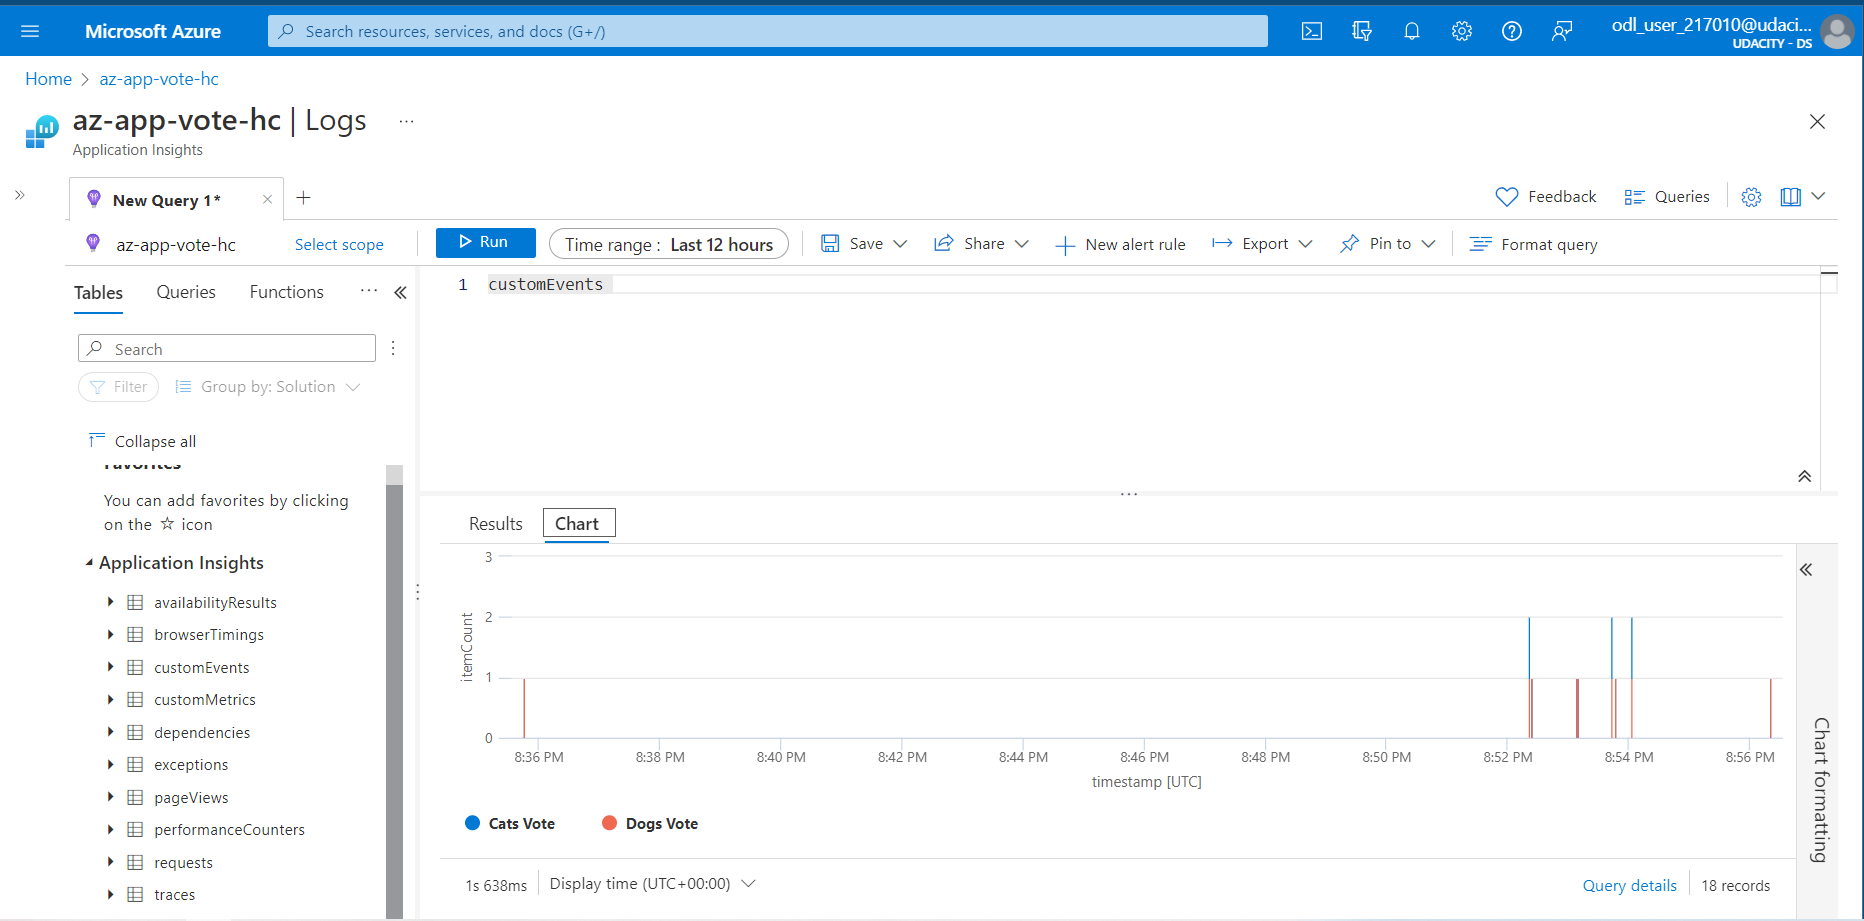 Microsoft Azure
Search resources, services, and docs (G+/)
odl_user_217010@udaci...
UDACITY - DS
Home > az-app-vote-hc
az-app-vote-hc | Logs ...
Application Insights
New Query 1*
Feedback
Queries
az-app-vote-hc
Select scope
Run
Time range : Last 12 hours
Save
Share
New alert rule
Export
Pin to
Format query
Tables
Queries
Functions
...
1 customEvents
Search
Filter
Group by: Solution
Collapse all
Favorites
You can add favorites by clicking
on the ☆ icon
Application Insights
availabilityResults
browserTimings
customEvents
customMetrics
dependencies
exceptions
pageViews
performanceCounters
requests
traces
Results
Chart
3
2
1
0
itemCount
8:36 PM
8:38 PM
8:40 PM
8:42 PM
8:44 PM
8:46 PM
8:48 PM
8:50 PM
8:52 PM
8:54 PM
8:56 PM
timestamp [UTC]
Cats Vote
Dogs Vote
Chart formatting
1s 638ms
Display time (UTC+00:00)
Query details
18 records